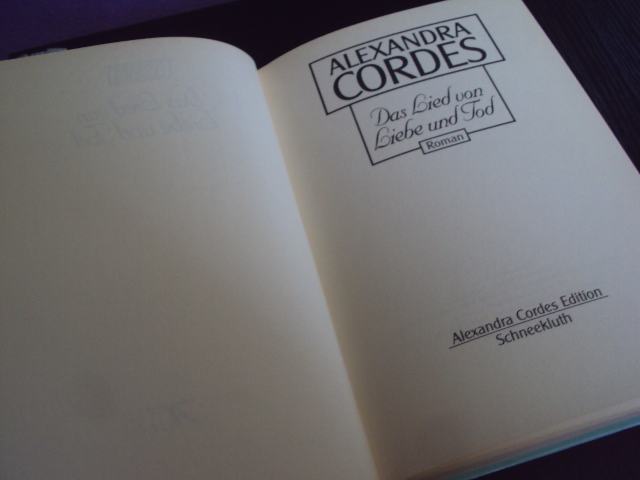 ALEXANDRA
CORDES
Das Lied von
Liebe und Tod
Roman
Alexandra Cordes Edition
Schneekluth